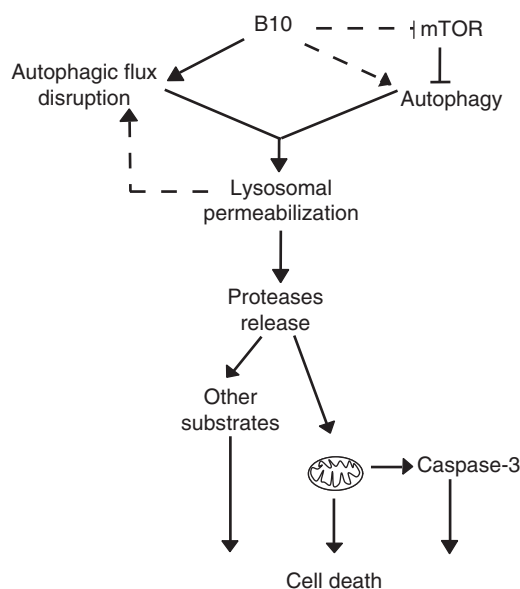 B10
mTOR
Autophagic flux
disruption
Autophagy
Lysosomal
permeabilization
Proteases
release
Other
substrates
Caspase-3
Cell death